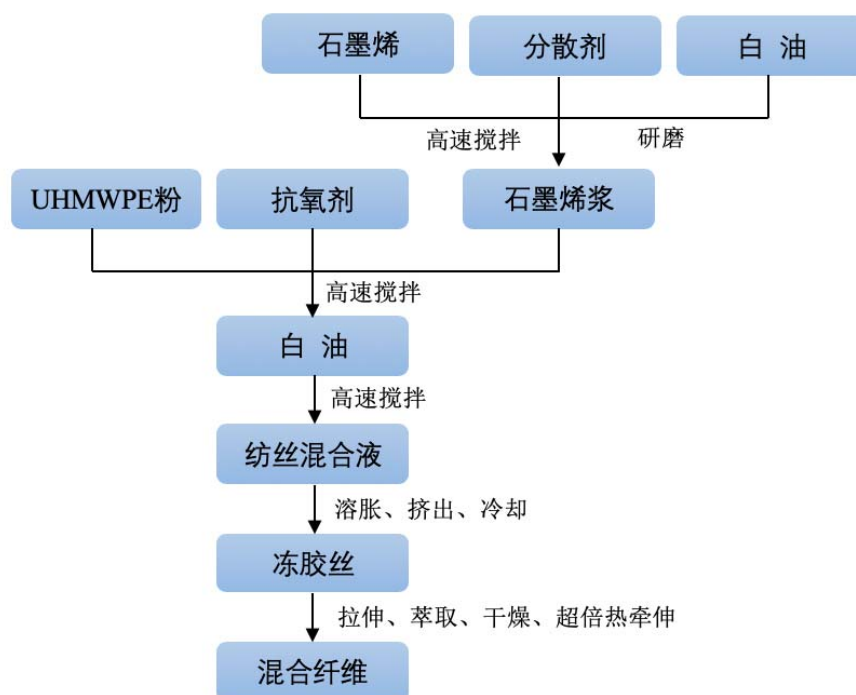 石墨烯
分散剂
白 油
高速搅拌
研磨
UHMWPE粉
抗氧剂
石墨烯浆
高速搅拌
白 油
高速搅拌
纺丝混合液
溶胀、挤出、冷却
冻胶丝
拉伸、萃取、干燥、超倍热牵伸
混合纤维